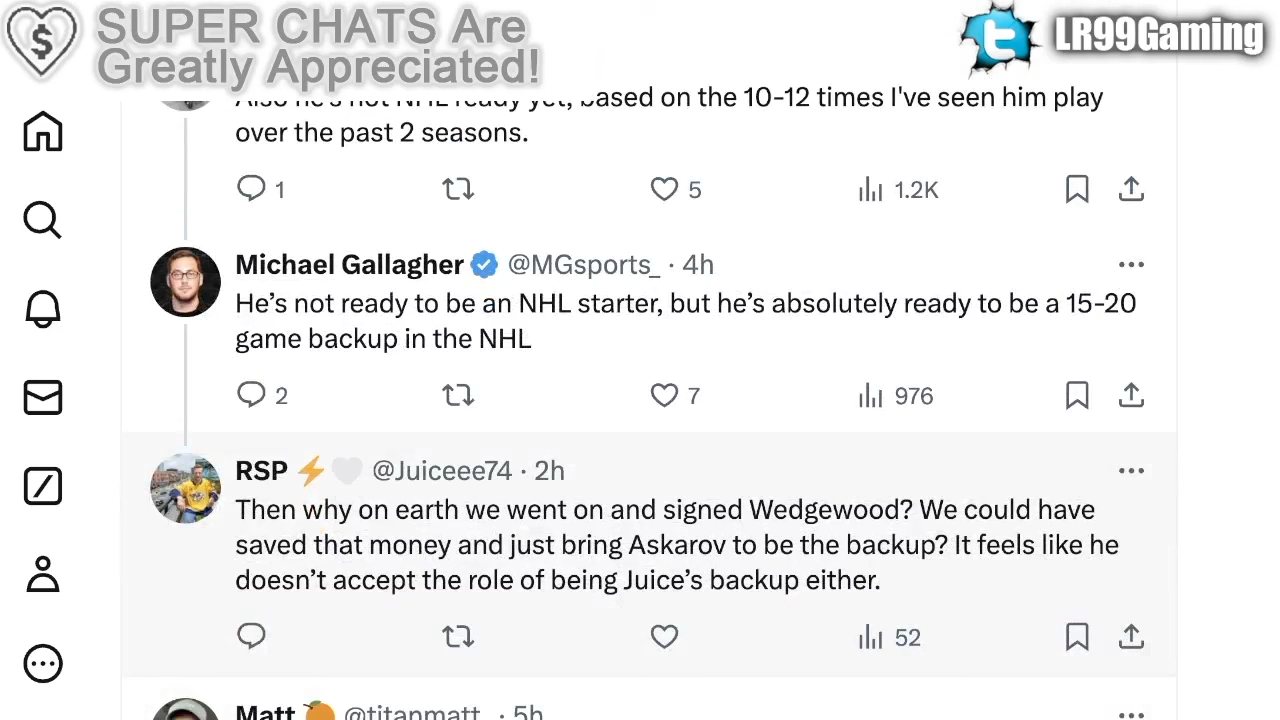 SUPER CHATS Are
Greatly Appreciated!
LR99Gaming
Also he's not NHL ready yet, based on the 10-12 times I've seen him play
over the past 2 seasons.
1
5
1.2K
Michael Gallagher @MGsports_ · 4h
He’s not ready to be an NHL starter, but he’s absolutely ready to be a 15-20
game backup in the NHL
2
7
976
RSP ⚡🤍 @Juiceee74 · 2h
Then why on earth we went on and signed Wedgewood? We could have
saved that money and just bring Askarov to be the backup? It feels like he
doesn’t accept the role of being Juice’s backup either.
52
Matt 🍊 @titanmatt_ · 5h